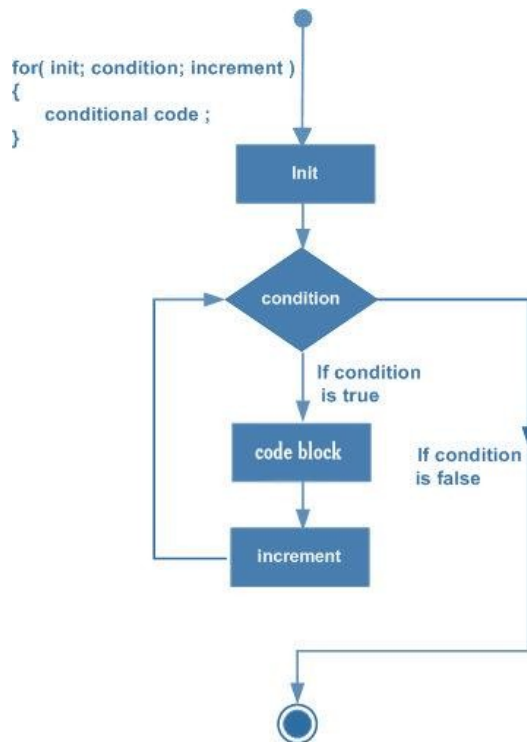 for( init; condition; increment )
{
conditional code ;
}
Init
condition
If condition
is true
code block
If condition
is false
increment